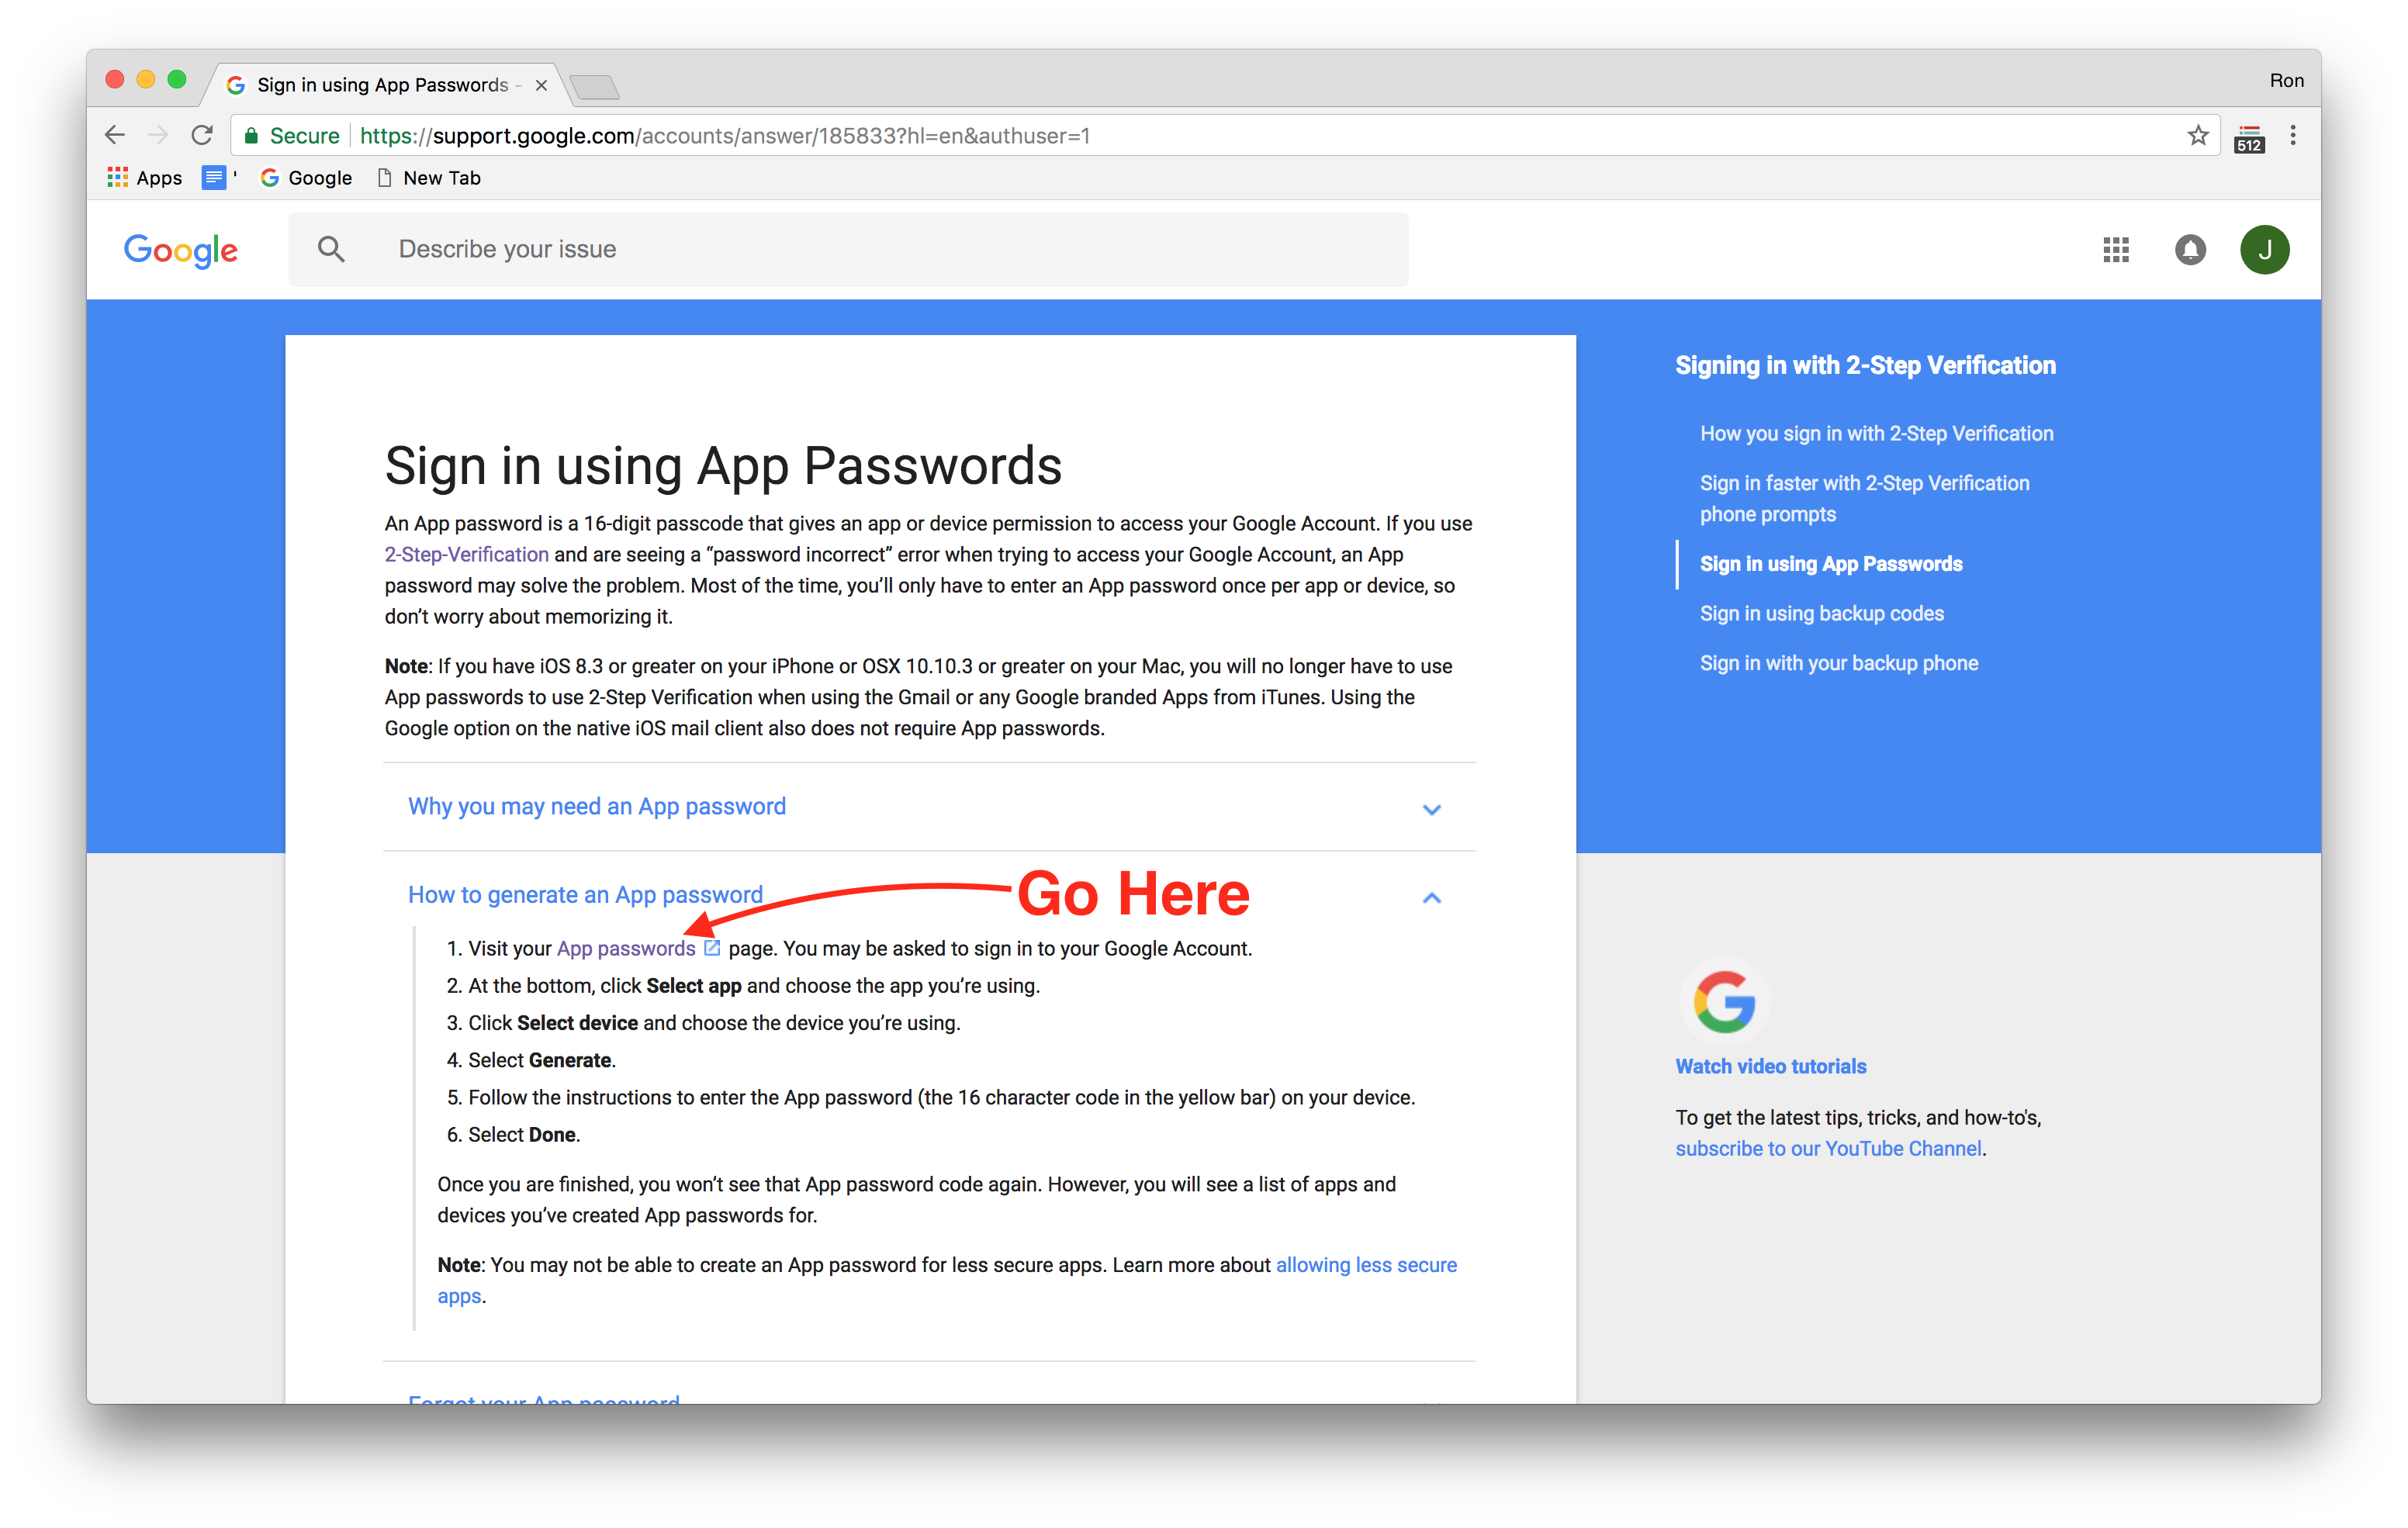 Sign in using App Passwords -
Ron
Secure
https://support.google.com/accounts/answer/185833?hl=en&authuser=1
512
Apps
'
Google
New Tab
Google
Describe your issue
J
Sign in using App Passwords
An App password is a 16-digit passcode that gives an app or device permission to access your Google Account. If you use
2-Step-Verification and are seeing a “password incorrect” error when trying to access your Google Account, an App
password may solve the problem. Most of the time, you’ll only have to enter an App password once per app or device, so
don’t worry about memorizing it.
Note: If you have iOS 8.3 or greater on your iPhone or OSX 10.10.3 or greater on your Mac, you will no longer have to use
App passwords to use 2-Step Verification when using the Gmail or any Google branded Apps from iTunes. Using the
Google option on the native iOS mail client also does not require App passwords.
Why you may need an App password
How to generate an App password
Go Here
1. Visit your App passwords page. You may be asked to sign in to your Google Account.
2. At the bottom, click Select app and choose the app you’re using.
3. Click Select device and choose the device you’re using.
4. Select Generate.
5. Follow the instructions to enter the App password (the 16 character code in the yellow bar) on your device.
6. Select Done.
Once you are finished, you won’t see that App password code again. However, you will see a list of apps and
devices you’ve created App passwords for.
Note: You may not be able to create an App password for less secure apps. Learn more about allowing less secure
apps.
Forgot your App password
Signing in with 2-Step Verification
How you sign in with 2-Step Verification
Sign in faster with 2-Step Verification
phone prompts
Sign in using App Passwords
Sign in using backup codes
Sign in with your backup phone
Watch video tutorials
To get the latest tips, tricks, and how-to's,
subscribe to our YouTube Channel.